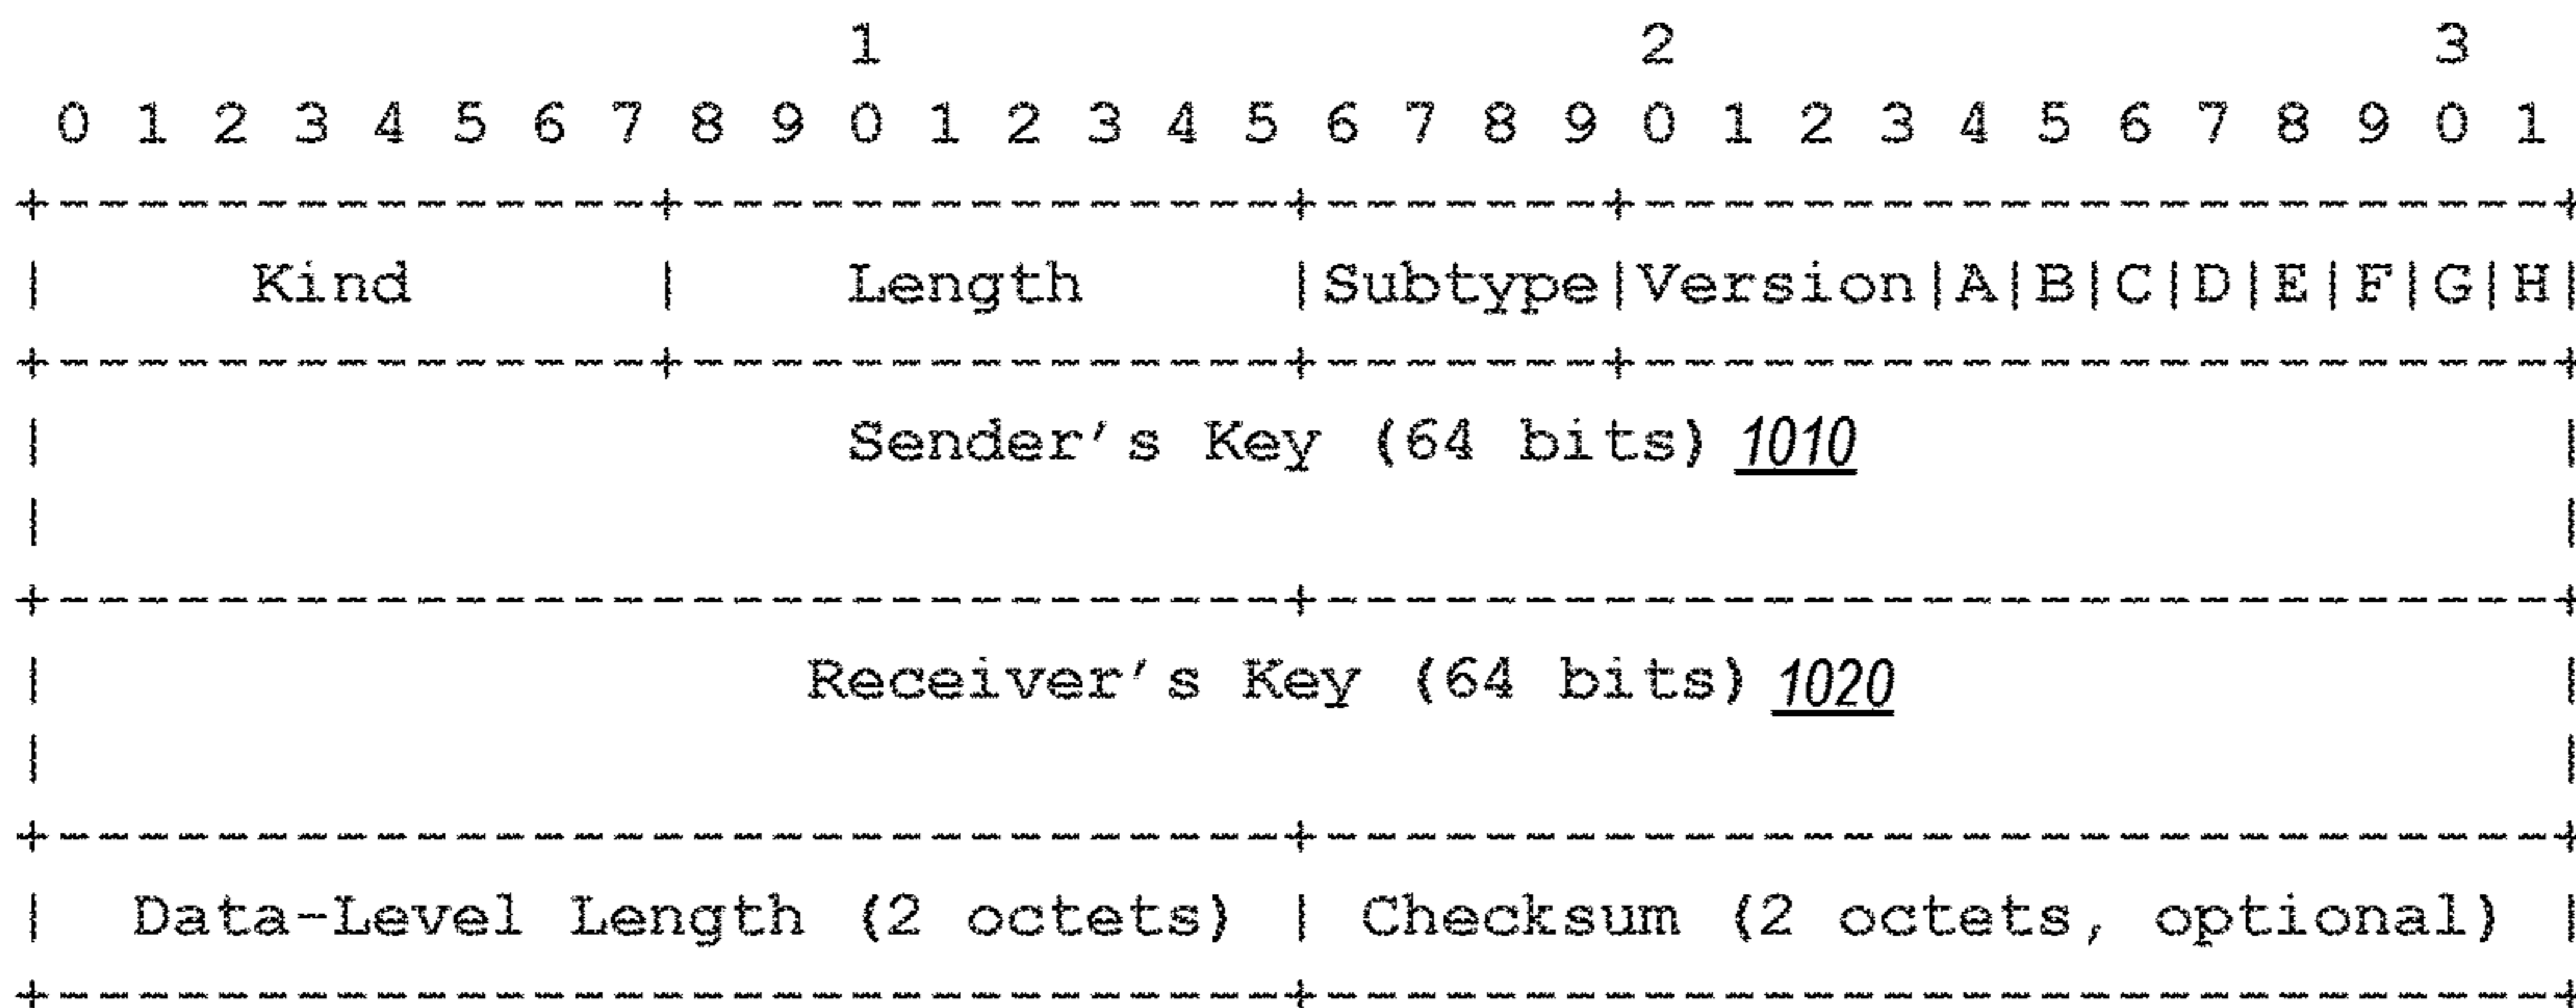 1 2 3
0 1 2 3 4 5 6 7 8 9 0 1 2 3 4 5 6 7 8 9 0 1 2 3 4 5 6 7 8 9 0 1
+---------------+---------------+-------+-----------------------+
| Kind | Length |Subtype|Version|A|B|C|D|E|F|G|H|
+---------------+---------------+-------+-----------------------+
| Sender's Key (64 bits) 1010 |
| |
+-------------------------------+-------------------------------+
| Receiver's Key (64 bits) 1020 |
| |
+-------------------------------+-------------------------------+
| Data-Level Length (2 octets) | Checksum (2 octets, optional) |
+-------------------------------+-------------------------------+